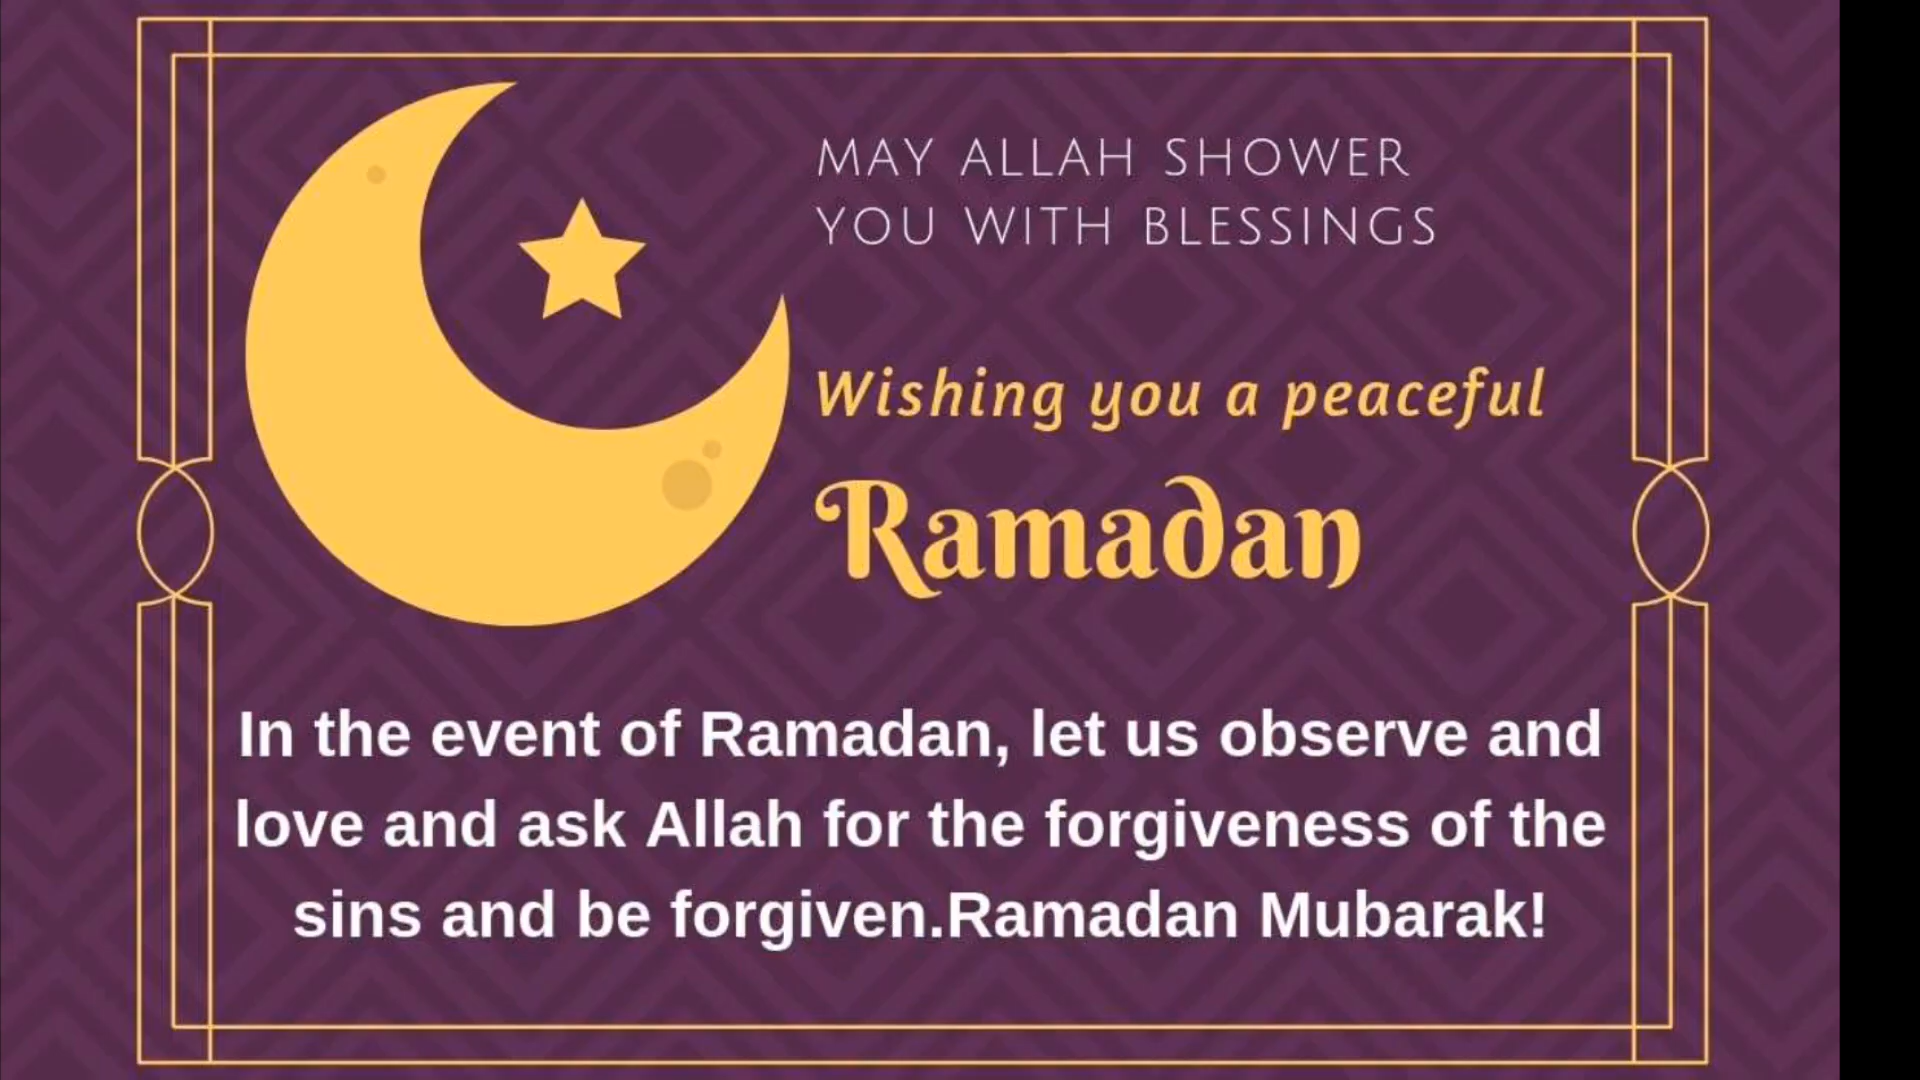 MAY ALLAH SHOWER
YOU WITH BLESSINGS
Wishing you a peaceful
Ramadan
In the event of Ramadan, let us observe and
love and ask Allah for the forgiveness of the
sins and be forgiven.Ramadan Mubarak!